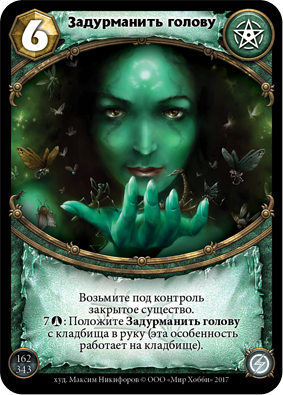 6
Задурманить голову
Возьмите под контроль
закрытое существо.
7 : Положите Задурманить голову
с кладбища в руку (эта особенность
работает на кладбище).
162
343
худ. Максим Никифоров © ООО «Мир Хобби» 2017